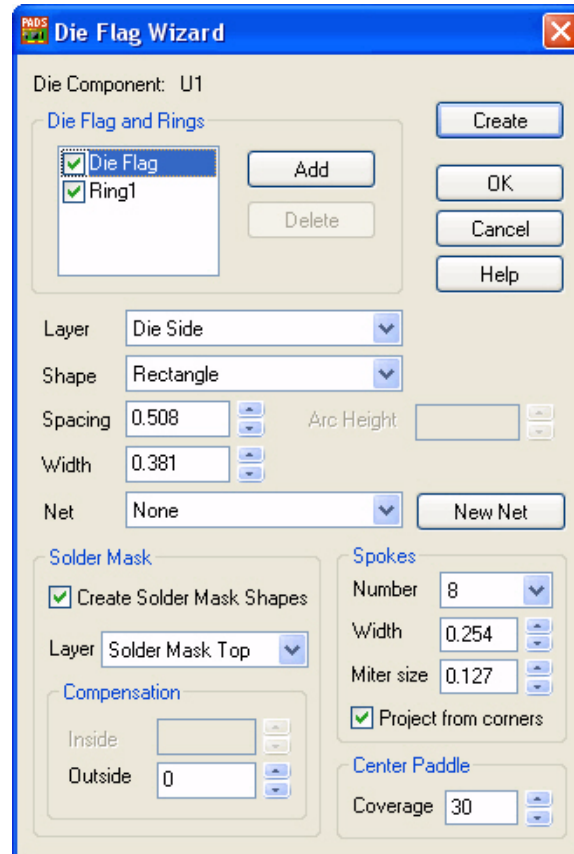 PADS
Die Flag Wizard
Die Component: U1
Die Flag and Rings
Create
Die Flag
Add
OK
Ring1
Delete
Cancel
Help
Layer Die Side
Shape Rectangle
Spacing 0.508 Arc Height
Width 0.381
Net None New Net
Solder Mask
Create Solder Mask Shapes
Layer Solder Mask Top
Compensation
Inside
Outside 0
Spokes
Number 8
Width 0.254
Miter size 0.127
Project from corners
Center Paddle
Coverage 30